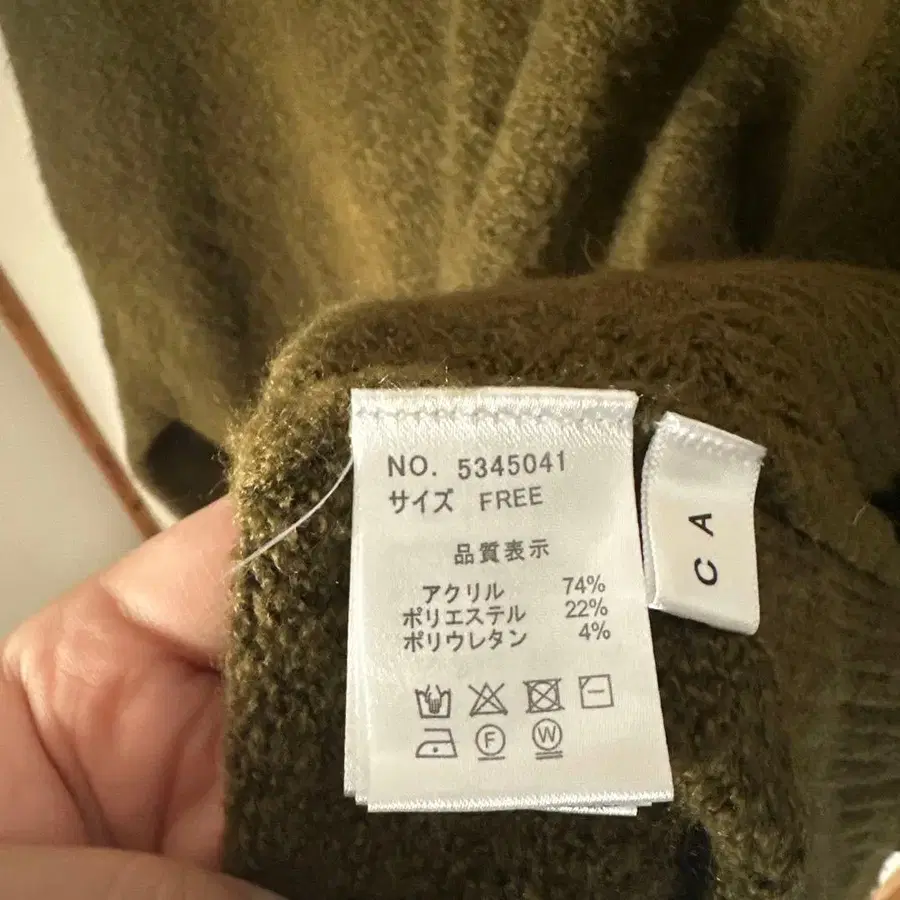 NO. 5345041
サイズ FREE
品質表示
アクリル 74%
ポリエステル 22%
ポリウレタン 4%
F W
C A